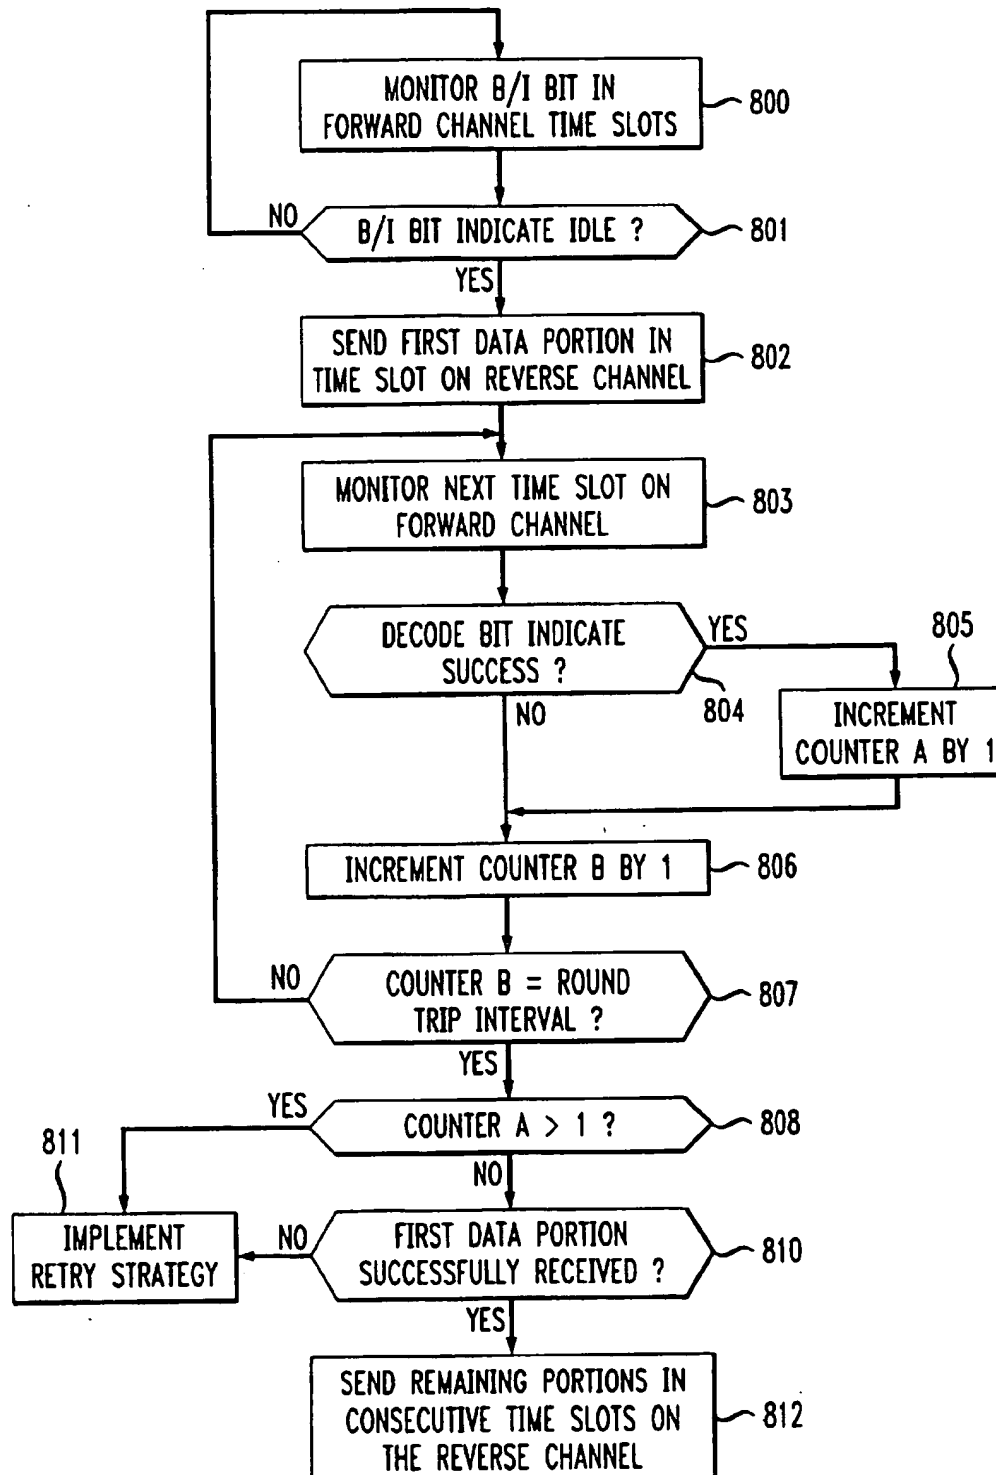 MONITOR B/I BIT IN
FORWARD CHANNEL TIME SLOTS
800
NO
B/I BIT INDICATE IDLE ?
801
YES
SEND FIRST DATA PORTION IN
TIME SLOT ON REVERSE CHANNEL
802
MONITOR NEXT TIME SLOT ON
FORWARD CHANNEL
803
DECODE BIT INDICATE
SUCCESS ?
YES
804
805
NO
INCREMENT
COUNTER A BY 1
INCREMENT COUNTER B BY 1
806
NO
COUNTER B = ROUND
TRIP INTERVAL ?
807
YES
YES
COUNTER A > 1 ?
808
811
NO
IMPLEMENT
RETRY STRATEGY
NO
FIRST DATA PORTION
SUCCESSFULLY RECEIVED ?
810
YES
SEND REMAINING PORTIONS IN
CONSECUTIVE TIME SLOTS ON
THE REVERSE CHANNEL
812